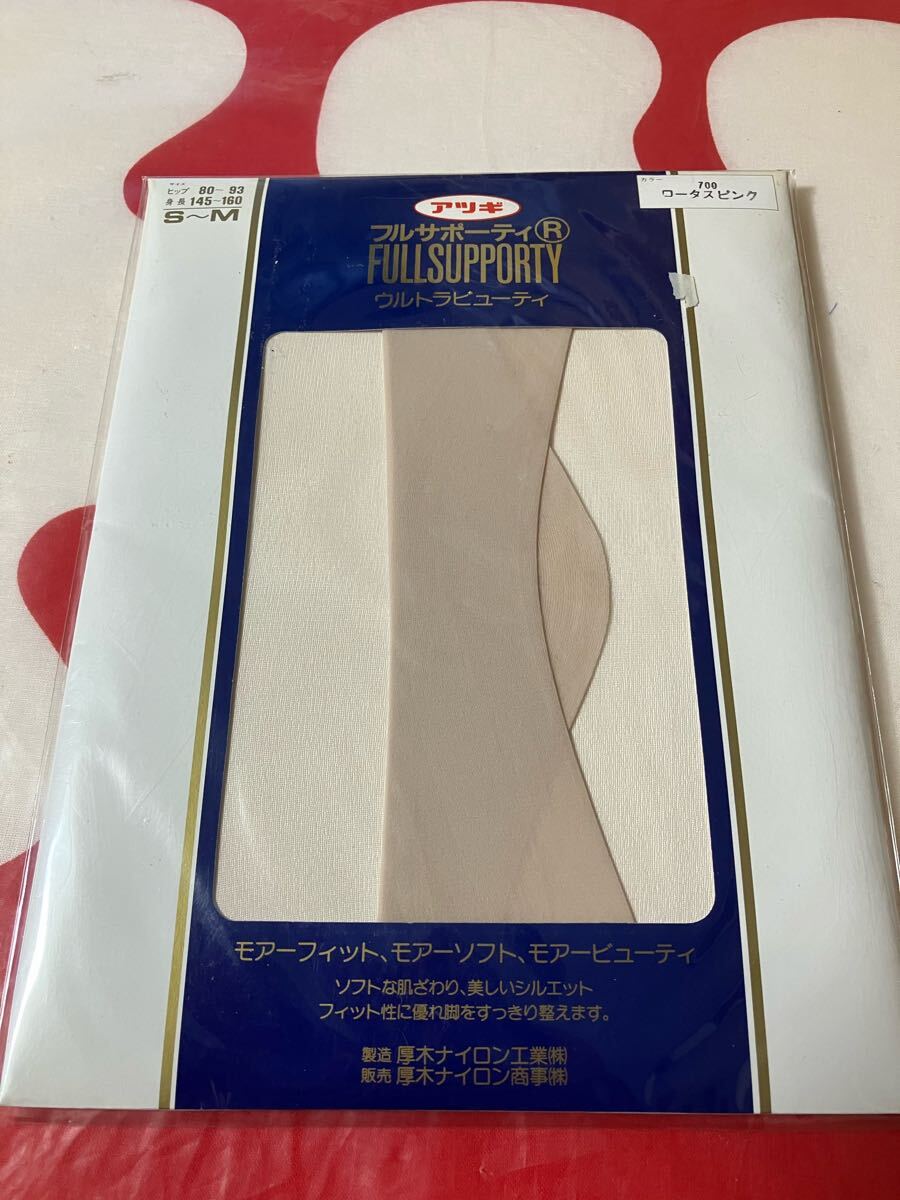 サイズ
ヒップ 80〜93
身長 145〜160
S〜M
カラー
700
ロータスピンク
アツギ
フルサポーティ®
FULLSUPPORTY
ウルトラビューティ
モアーフィット、モアーソフト、モアービューティ
ソフトな肌ざわり、美しいシルエット
フィット性に優れ脚をすっきり整えます。
製造 厚木ナイロン工業㈱
販売 厚木ナイロン商事㈱